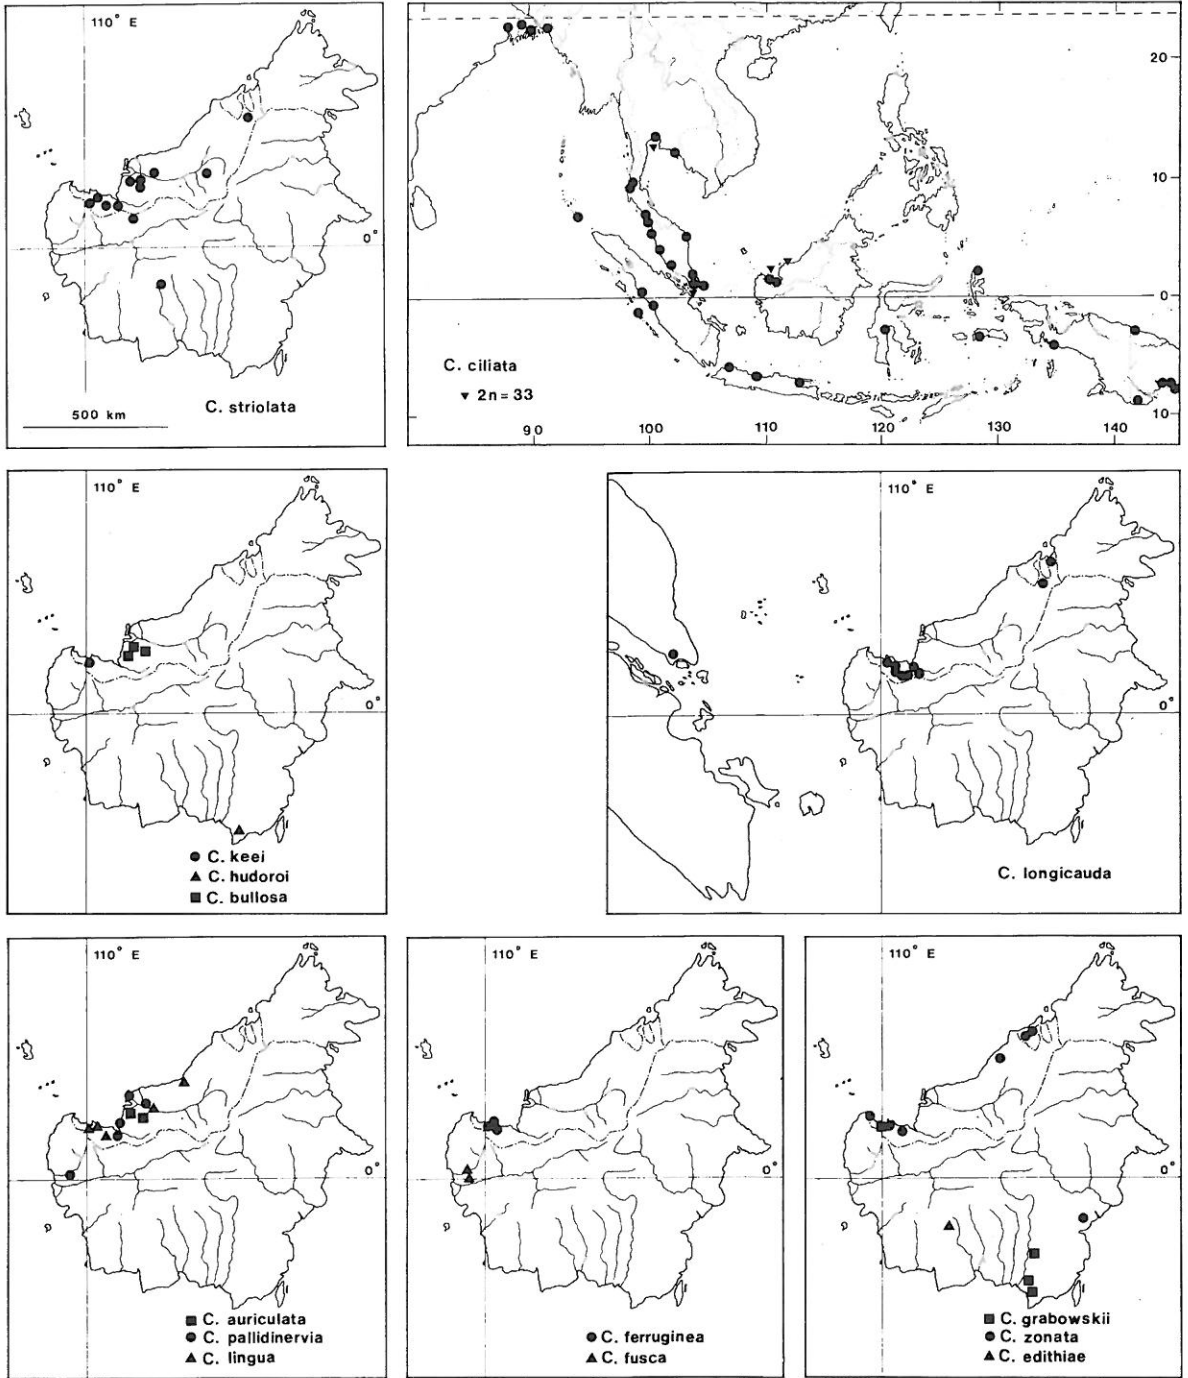 110° E
0°
500 km
C. striolata
20
10
0
10
C. ciliata
▼ 2n = 33
90 100 110 120 130 140
110° E
0°
● C. keei
▲ C. hudoroi
■ C. bullosa
110° E
0°
C. longicauda
110° E
0°
■ C. auriculata
● C. pallidinervia
▲ C. lingua
110° E
0°
● C. ferruginea
▲ C. fusca
110° E
0°
■ C. grabowskii
● C. zonata
▲ C. edithiae